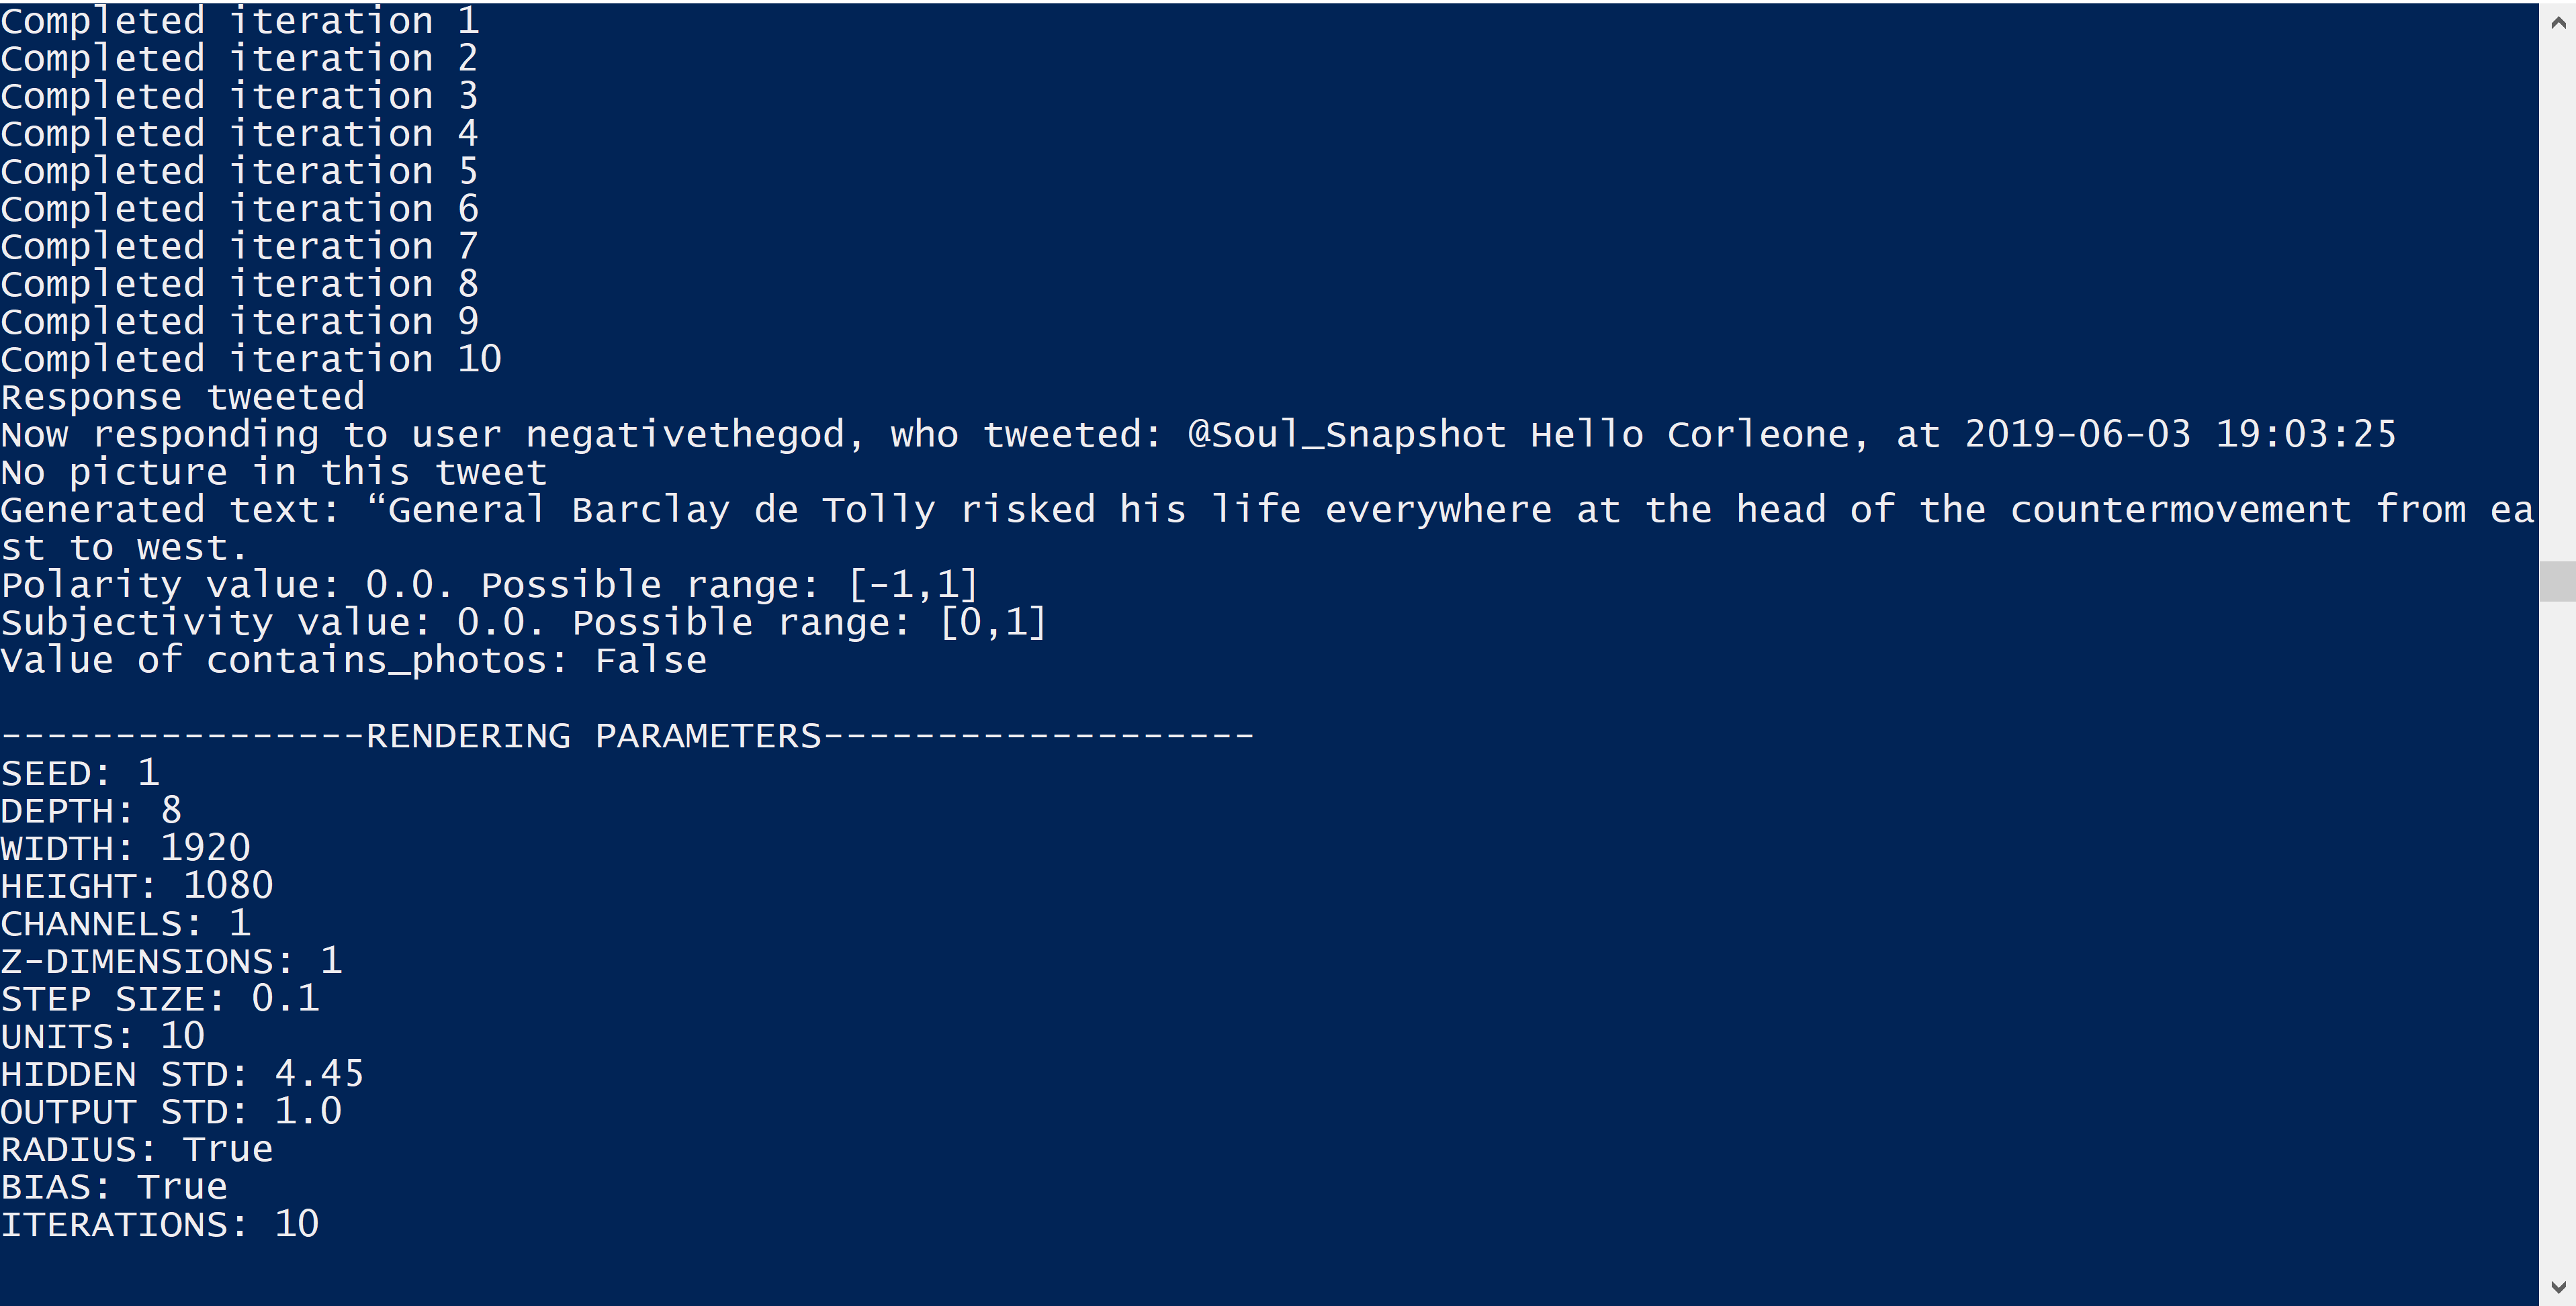 Completed iteration 1
Completed iteration 2
Completed iteration 3
Completed iteration 4
Completed iteration 5
Completed iteration 6
Completed iteration 7
Completed iteration 8
Completed iteration 9
Completed iteration 10
Response tweeted
Now responding to user negativethegod, who tweeted: @Soul_Snapshot Hello Corleone, at 2019-06-03 19:03:25
No picture in this tweet
Generated text: “General Barclay de Tolly risked his life everywhere at the head of the countermovement from ea
st to west.
Polarity value: 0.0. Possible range: [-1,1]
Subjectivity value: 0.0. Possible range: [0,1]
Value of contains_photos: False
----------------RENDERING PARAMETERS-------------------
SEED: 1
DEPTH: 8
WIDTH: 1920
HEIGHT: 1080
CHANNELS: 1
Z-DIMENSIONS: 1
STEP SIZE: 0.1
UNITS: 10
HIDDEN STD: 4.45
OUTPUT STD: 1.0
RADIUS: True
BIAS: True
ITERATIONS: 10